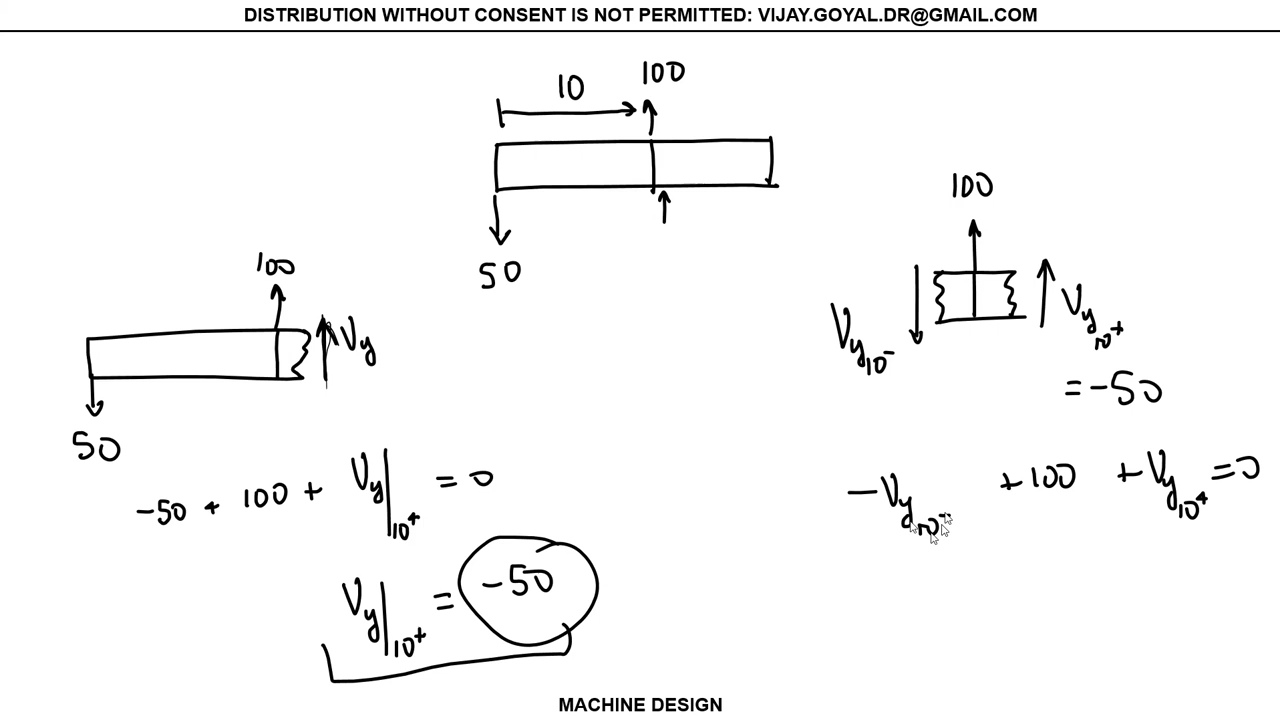 DISTRIBUTION WITHOUT CONSENT IS NOT PERMITTED: VIJAY.GOYAL.DR@GMAIL.COM
10
100
50
100
Vy
50
-50 + 100 + Vy|10+ = 0
Vy|10+ = -50
100
Vy10-
Vy10+
= -50
-Vy10- +100 +Vy10+ = 0
MACHINE DESIGN